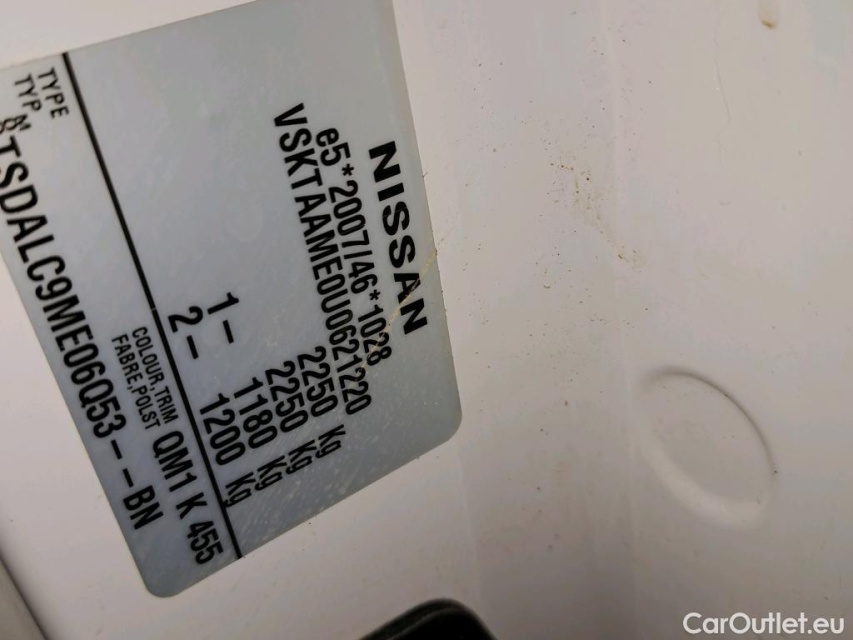 NISSAN
e5*2007/46*1028
VSKTAAME0U0621220
2250 Kg
2250 Kg
1– 1180 Kg
2– 1200 Kg
COLOUR,TRIM QM1 K 455
FABRE,POLST
TYPE
TYP
TSDALC9ME06Q53--BN
CarOutlet.eu